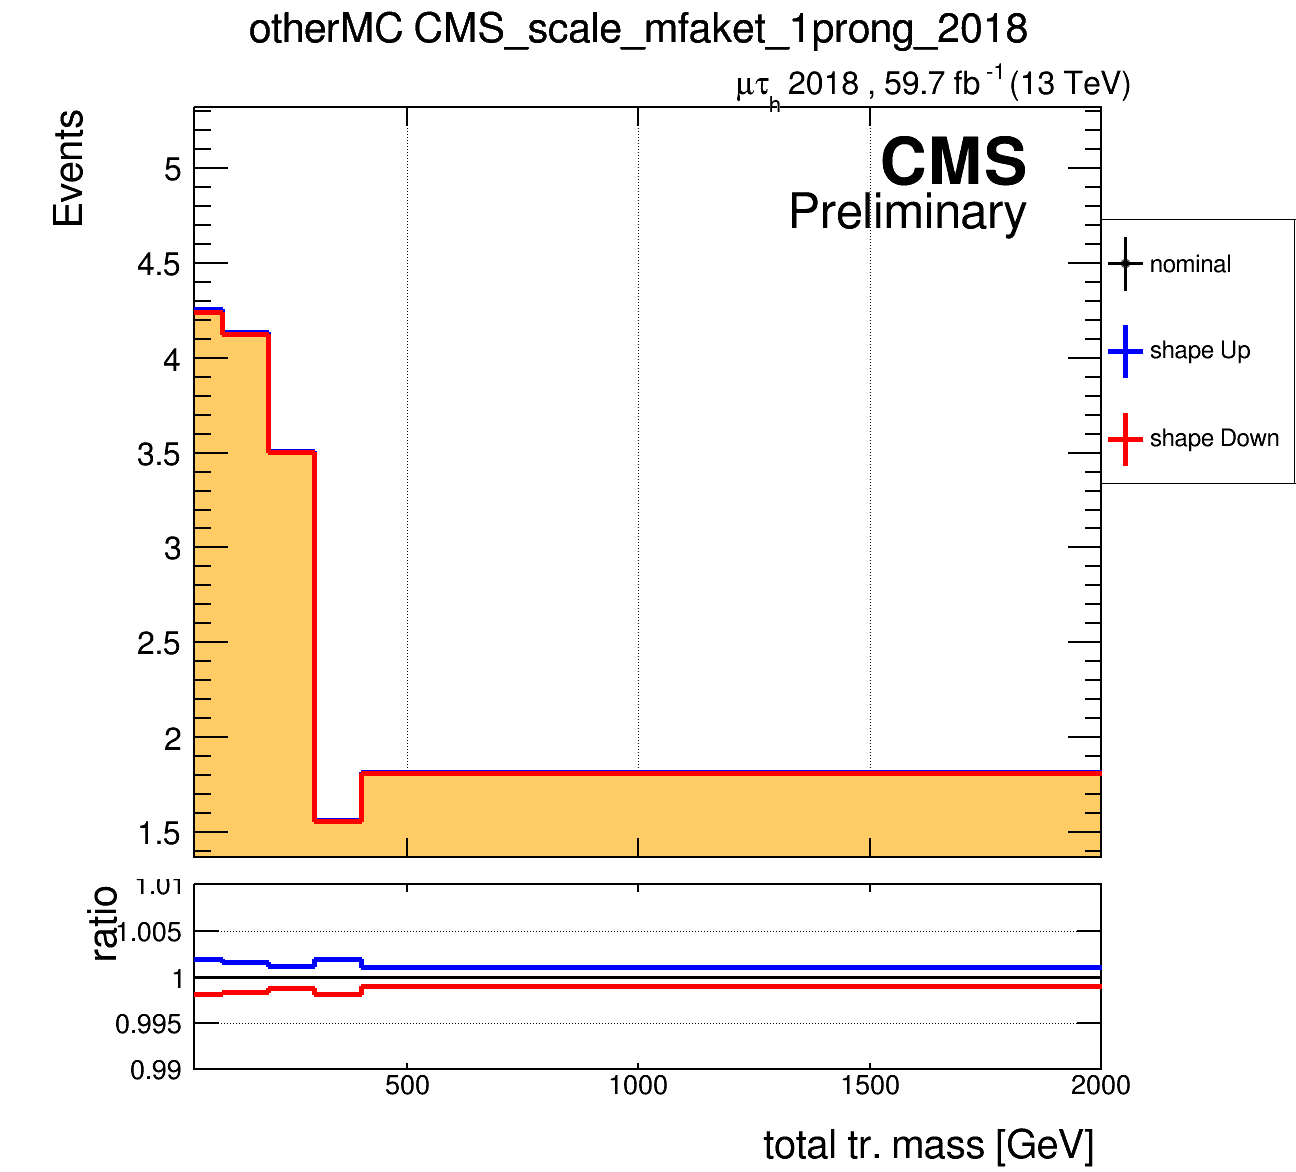 otherMC CMS_scale_mfaket_1prong_2018
μτh 2018 , 59.7 fb-1 (13 TeV)
Events
CMS
Preliminary
5
4.5
4
3.5
3
2.5
2
1.5
nominal
shape Up
shape Down
ratio
1.01
1.005
1
0.995
0.99
500
1000
1500
2000
total tr. mass [GeV]